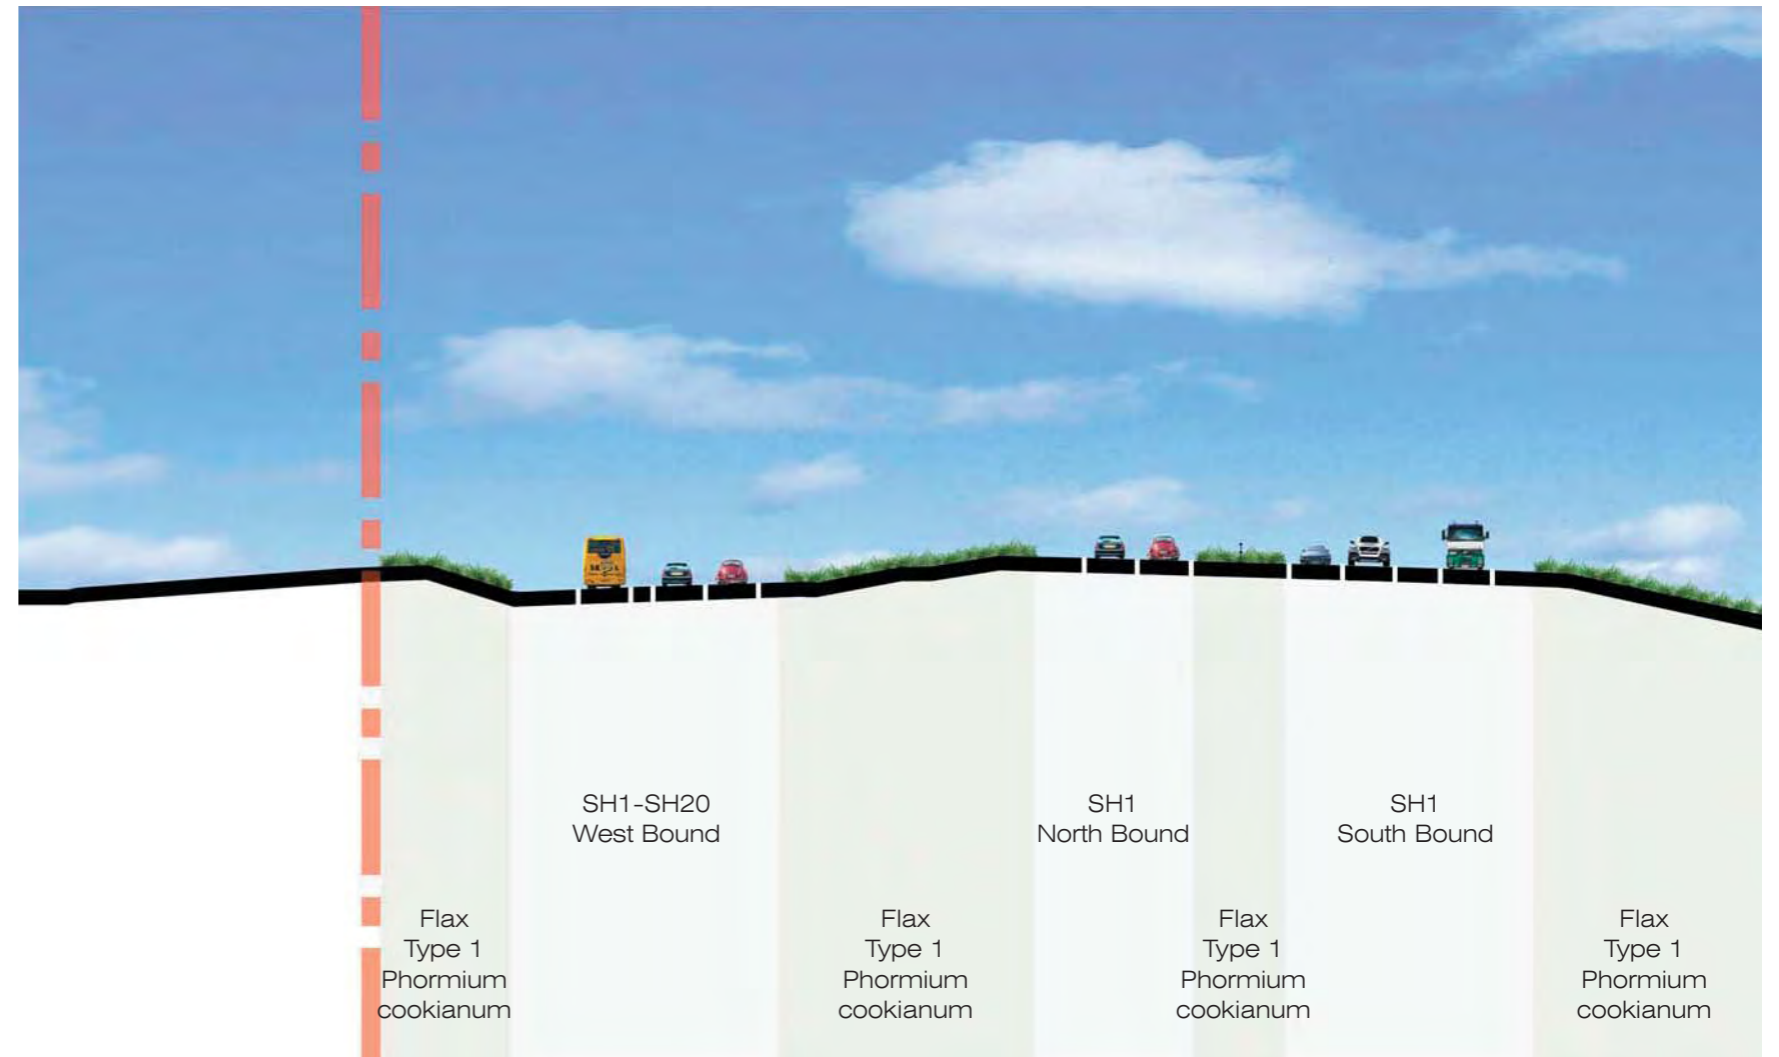 SH1-SH20
West Bound
SH1
North Bound
SH1
South Bound
Flax
Type 1
Phormium
cookianum
Flax
Type 1
Phormium
cookianum
Flax
Type 1
Phormium
cookianum
Flax
Type 1
Phormium
cookianum